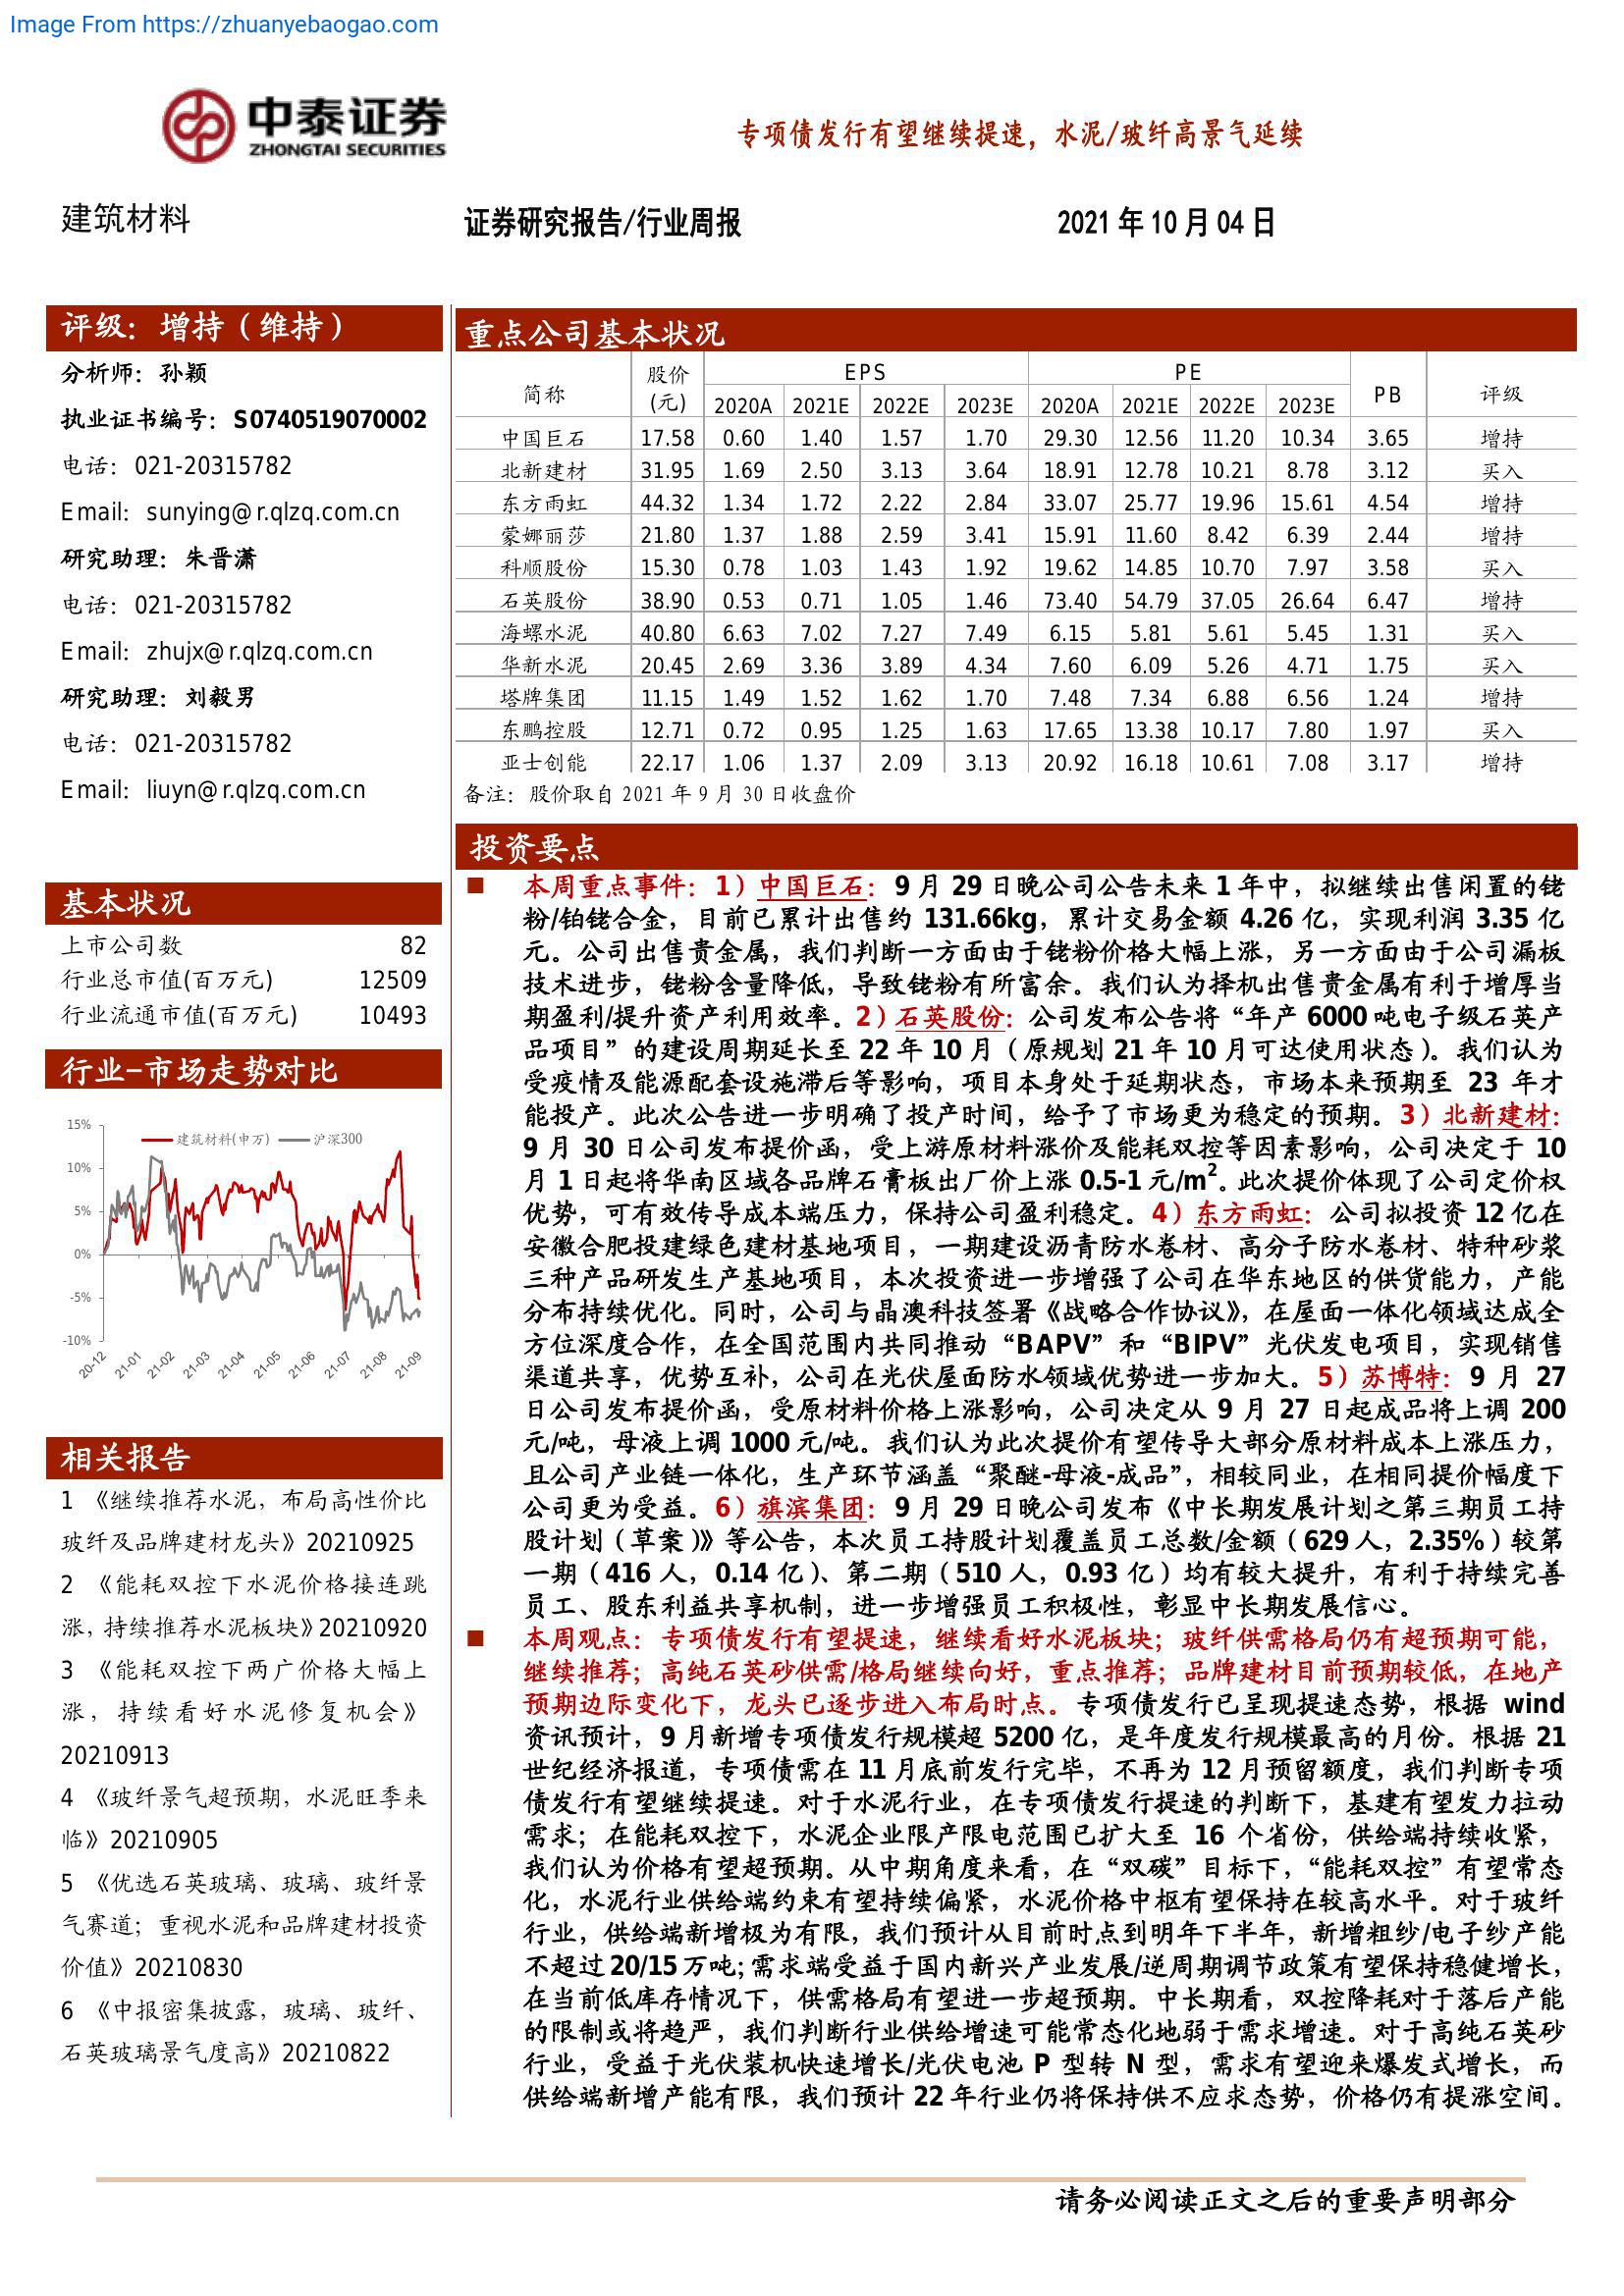 Image From https://zhuanyebaogao.com
中泰证券
ZHONGTAI SECURITIES
专项债发行有望继续提速，水泥/玻纤高景气延续
建筑材料
证券研究报告/行业周报
2021年10月04日
评级：增持（维持）
分析师：孙颖
执业证书编号：S0740519070002
电话：021-20315782
Email：sunying@r.qlzq.com.cn
研究助理：朱晋潇
电话：021-20315782
Email：zhujx@r.qlzq.com.cn
研究助理：刘毅男
电话：021-20315782
Email：liuyn@r.qlzq.com.cn
基本状况
上市公司数 82
行业总市值(百万元) 12509
行业流通市值(百万元) 10493
行业-市场走势对比
建筑材料(申万) 沪深300
15%
10%
5%
0%
-5%
-10%
20-12 21-01 21-02 21-03 21-04 21-05 21-06 21-07 21-08 21-09
相关报告
1 《继续推荐水泥，布局高性价比
玻纤及品牌建材龙头》20210925
2 《能耗双控下水泥价格接连跳
涨，持续推荐水泥板块》20210920
3 《能耗双控下两广价格大幅上
涨，持续看好水泥修复机会》
20210913
4 《玻纤景气超预期，水泥旺季来
临》20210905
5 《优选石英玻璃、玻璃、玻纤景
气赛道；重视水泥和品牌建材投资
价值》20210830
6 《中报密集披露，玻璃、玻纤、
石英玻璃景气度高》20210822
重点公司基本状况
简称 股价(元) EPS PE PB 评级
2020A 2021E 2022E 2023E 2020A 2021E 2022E 2023E
中国巨石 17.58 0.60 1.40 1.57 1.70 29.30 12.56 11.20 10.34 3.65 增持
北新建材 31.95 1.69 2.50 3.13 3.64 18.91 12.78 10.21 8.78 3.12 买入
东方雨虹 44.32 1.34 1.72 2.22 2.84 33.07 25.77 19.96 15.61 4.54 增持
蒙娜丽莎 21.80 1.37 1.88 2.59 3.41 15.91 11.60 8.42 6.39 2.44 增持
科顺股份 15.30 0.78 1.03 1.43 1.92 19.62 14.85 10.70 7.97 3.58 买入
石英股份 38.90 0.53 0.71 1.05 1.46 73.40 54.79 37.05 26.64 6.47 增持
海螺水泥 40.80 6.63 7.02 7.27 7.49 6.15 5.81 5.61 5.45 1.31 买入
华新水泥 20.45 2.69 3.36 3.89 4.34 7.60 6.09 5.26 4.71 1.75 买入
塔牌集团 11.15 1.49 1.52 1.62 1.70 7.48 7.34 6.88 6.56 1.24 增持
东鹏控股 12.71 0.72 0.95 1.25 1.63 17.65 13.38 10.17 7.80 1.97 买入
亚士创能 22.17 1.06 1.37 2.09 3.13 20.92 16.18 10.61 7.08 3.17 增持
备注：股价取自2021年9月30日收盘价
投资要点
■ 本周重点事件：1）中国巨石：9月29日晚公司公告未来1年中，拟继续出售闲置的铑
粉/铂铑合金，目前已累计出售约131.66kg，累计交易金额4.26亿，实现利润3.35亿
元。公司出售贵金属，我们判断一方面由于铑粉价格大幅上涨，另一方面由于公司漏板
技术进步，铑粉含量降低，导致铑粉有所富余。我们认为择机出售贵金属有利于增厚当
期盈利/提升资产利用效率。2）石英股份：公司发布公告将“年产6000吨电子级石英产
品项目”的建设周期延长至22年10月（原规划21年10月可达使用状态）。我们认为
受疫情及能源配套设施滞后等影响，项目本身处于延期状态，市场本来预期至23年才
能投产。此次公告进一步明确了投产时间，给予了市场更为稳定的预期。3）北新建材：
9月30日公司发布提价函，受上游原材料涨价及能耗双控等因素影响，公司决定于10
月1日起将华南区域各品牌石膏板出厂价上涨0.5-1元/m²。此次提价体现了公司定价权
优势，可有效传导成本端压力，保持公司盈利稳定。4）东方雨虹：公司拟投资12亿在
安徽合肥投建绿色建材基地项目，一期建设沥青防水卷材、高分子防水卷材、特种砂浆
三种产品研发生产基地项目，本次投资进一步增强了公司在华东地区的供货能力，产能
分布持续优化。同时，公司与晶澳科技签署《战略合作协议》，在屋面一体化领域达成全
方位深度合作，在全国范围内共同推动“BAPV”和“BIPV”光伏发电项目，实现销售
渠道共享，优势互补，公司在光伏屋面防水领域优势进一步加大。5）苏博特：9月27
日公司发布提价函，受原材料价格上涨影响，公司决定从9月27日起成品将上调200
元/吨，母液上调1000元/吨。我们认为此次提价有望传导大部分原材料成本上涨压力，
且公司产业链一体化，生产环节涵盖“聚醚-母液-成品”，相较同业，在相同提价幅度下
公司更为受益。6）旗滨集团：9月29日晚公司发布《中长期发展计划之第三期员工持
股计划（草案）》等公告，本次员工持股计划覆盖员工总数/金额（629人，2.35%）较第
一期（416人，0.14亿）、第二期（510人，0.93亿）均有较大提升，有利于持续完善
员工、股东利益共享机制，进一步增强员工积极性，彰显中长期发展信心。
■ 本周观点：专项债发行有望提速，继续看好水泥板块；玻纤供需格局仍有超预期可能，
继续推荐；高纯石英砂供需/格局继续向好，重点推荐；品牌建材目前预期较低，在地产
预期边际变化下，龙头已逐步进入布局时点。专项债发行已呈现提速态势，根据wind
资讯预计，9月新增专项债发行规模超5200亿，是年度发行规模最高的月份。根据21
世纪经济报道，专项债需在11月底前发行完毕，不再为12月预留额度，我们判断专项
债发行有望继续提速。对于水泥行业，在专项债发行提速的判断下，基建有望发力拉动
需求；在能耗双控下，水泥企业限产限电范围已扩大至16个省份，供给端持续收紧，
我们认为价格有望超预期。从中期角度来看，在“双碳”目标下，“能耗双控”有望常态
化，水泥行业供给端约束有望持续偏紧，水泥价格中枢有望保持在较高水平。对于玻纤
行业，供给端新增极为有限，我们预计从目前时点到明年下半年，新增粗纱/电子纱产能
不超过20/15万吨；需求端受益于国内新兴产业发展/逆周期调节政策有望保持稳健增长，
在当前低库存情况下，供需格局有望进一步超预期。中长期看，双控降耗对于落后产能
的限制或将趋严，我们判断行业供给增速可能常态化地弱于需求增速。对于高纯石英砂
行业，受益于光伏装机快速增长/光伏电池P型转N型，需求有望迎来爆发式增长，而
供给端新增产能有限，我们预计22年行业仍将保持供不应求态势，价格仍有提涨空间。
请务必阅读正文之后的重要声明部分